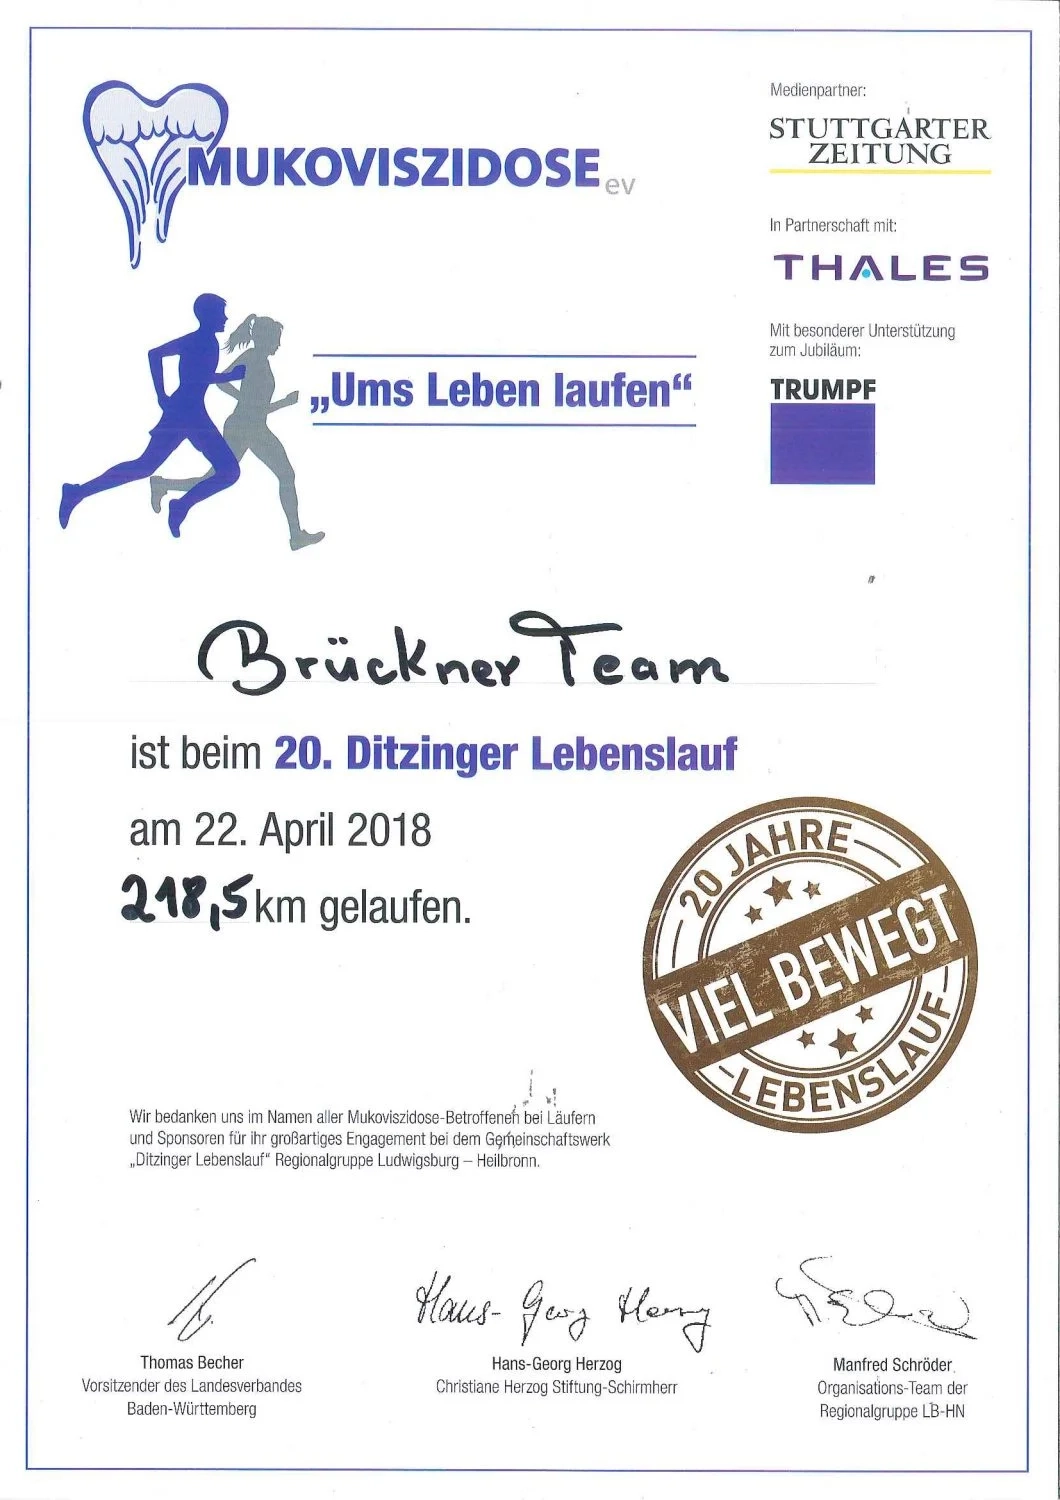 MUKOVISZIDOSE ev
Medienpartner:
STUTTGARTER
ZEITUNG
In Partnerschaft mit:
THALES
Mit besonderer Unterstützung
zum Jubiläum:
TRUMPF
„Ums Leben laufen“
Brückner Team
ist beim 20. Ditzinger Lebenslauf
am 22. April 2018
218,5 km gelaufen.
20 JAHRE
VIEL BEWEGT
LEBENSLAUF
Wir bedanken uns im Namen aller Mukoviszidose-Betroffenen bei Läufern
und Sponsoren für ihr großartiges Engagement bei dem Gemeinschaftswerk
„Ditzinger Lebenslauf“ Regionalgruppe Ludwigsburg – Heilbronn.
Hans-Georg Herzog
Thomas Becher
Vorsitzender des Landesverbandes
Baden-Württemberg
Hans-Georg Herzog
Christiane Herzog Stiftung-Schirmherr
Manfred Schröder
Organisations-Team der
Regionalgruppe LB-HN